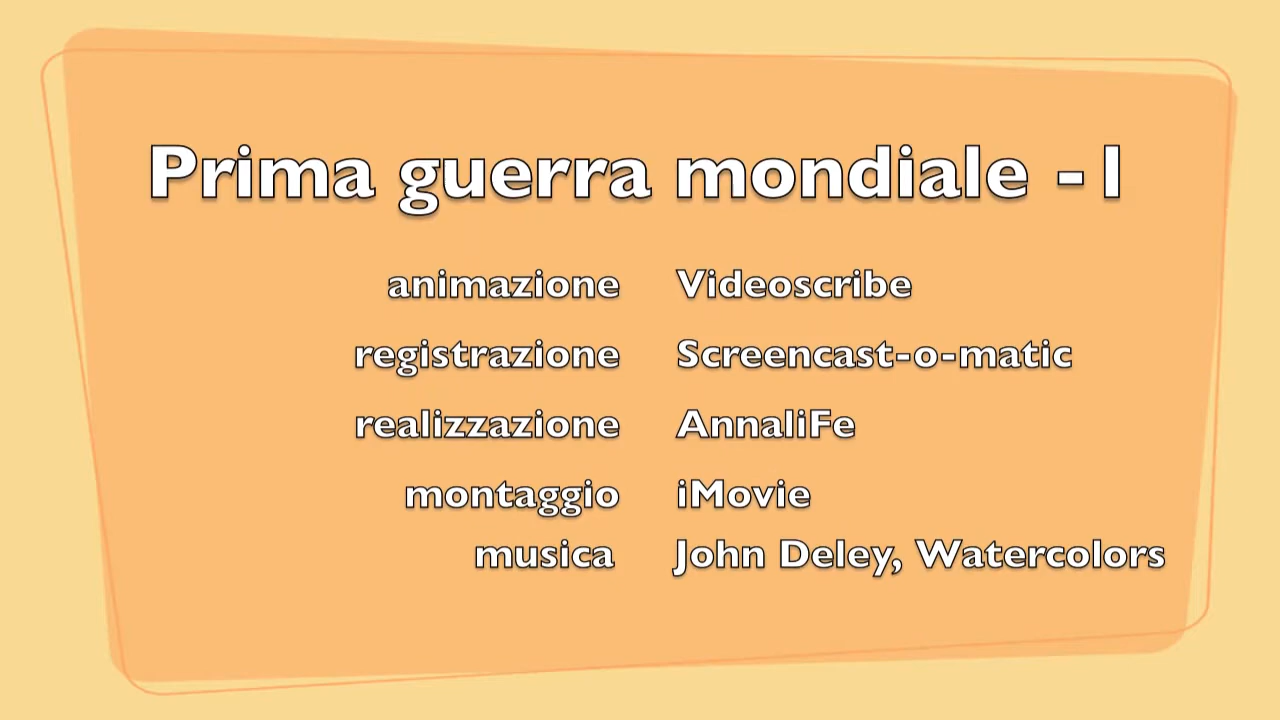 Prima guerra mondiale - I
animazione Videoscribe
registrazione Screencast-o-matic
realizzazione AnnaliFe
montaggio iMovie
musica John Deley, Watercolors